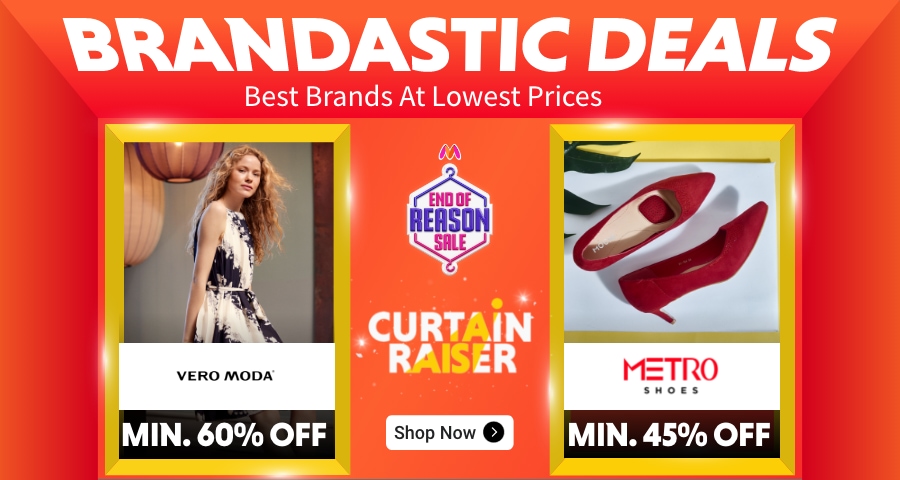 BRANDASTIC DEALS
Best Brands At Lowest Prices
END OF
REASON
SALE
CURTAIN
RAISER
Shop Now
VERO MODA
MIN. 60% OFF
METRO
SHOES
MIN. 45% OFF